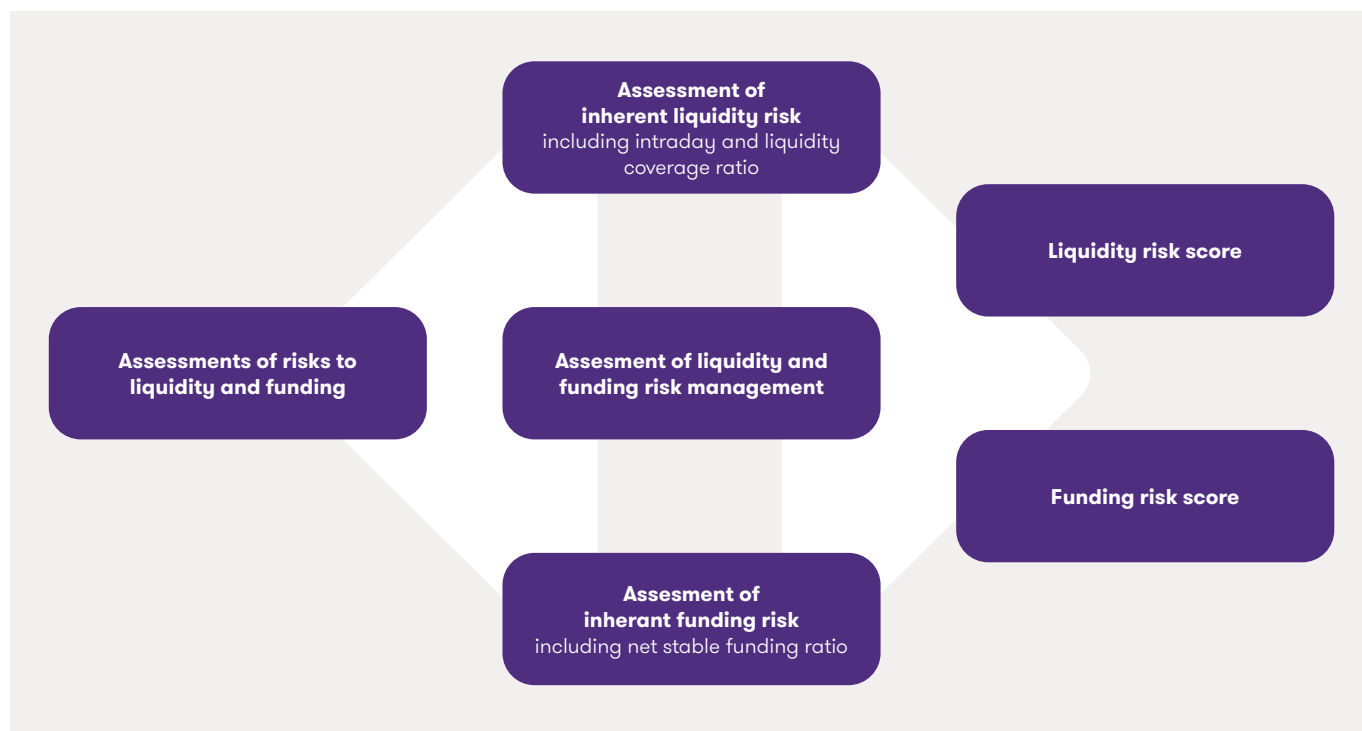 Assessments of risks to
liquidity and funding
Assessment of
inherent liquidity risk
including intraday and liquidity
coverage ratio
Assesment of liquidity and
funding risk management
Assesment of
inherant funding risk
including net stable funding ratio
Liquidity risk score
Funding risk score